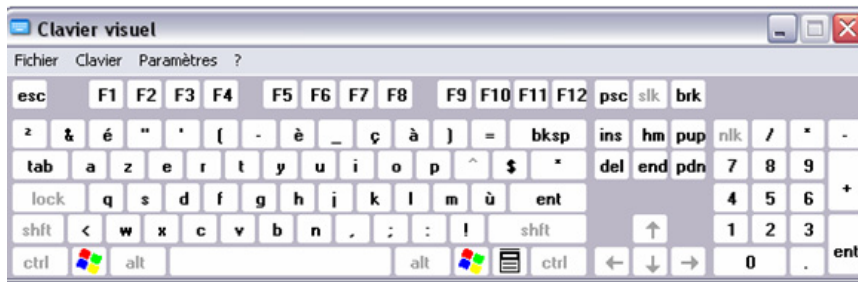 Clavier visuel
Fichier Clavier Paramètres ?
esc F1 F2 F3 F4 F5 F6 F7 F8 F9 F10 F11 F12 psc slk brk
² & é " ' ( - è _ ç à ) = bksp ins hm pup nlk / * -
tab a z e r t y u i o p ^ $ * del end pdn 7 8 9
lock q s d f g h j k l m ù ent 4 5 6 +
shft < w x c v b n , ; : ! shft ↑ 1 2 3
ctrl alt alt ctrl ← ↓ → 0 . ent